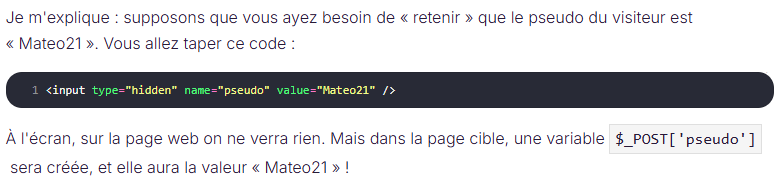 Je m'explique : supposons que vous ayez besoin de « retenir » que le pseudo du visiteur est
« Mateo21 ». Vous allez taper ce code :
1 <input type="hidden" name="pseudo" value="Mateo21" />
À l'écran, sur la page web on ne verra rien. Mais dans la page cible, une variable $_POST['pseudo']
sera créée, et elle aura la valeur « Mateo21 » !